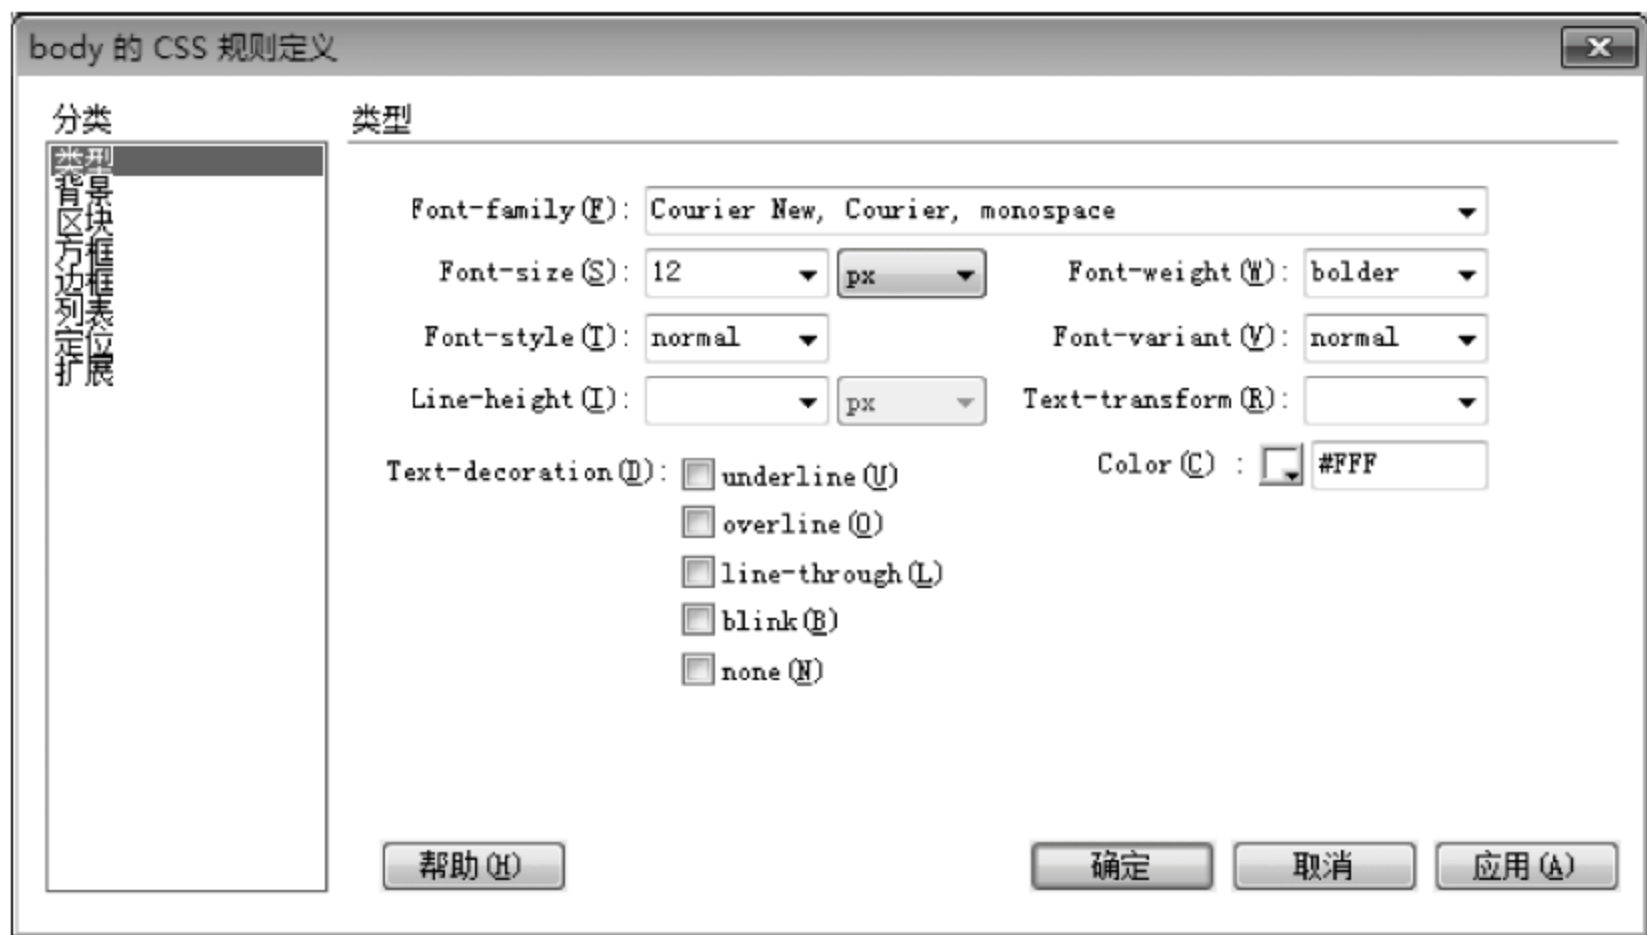 body 的 CSS 规则定义
分类
类型
背景
区块
方框
边框
列表
定位
扩展
类型
Font-family(F): Courier New, Courier, monospace
Font-size(S): 12 px Font-weight(W): bolder
Font-style(T): normal Font-variant(V): normal
Line-height(I): px Text-transform(R):
Text-decoration(D): underline(U) Color(C) : #FFF
overline(O)
line-through(L)
blink(B)
none(N)
帮助(H) 确定 取消 应用(A)